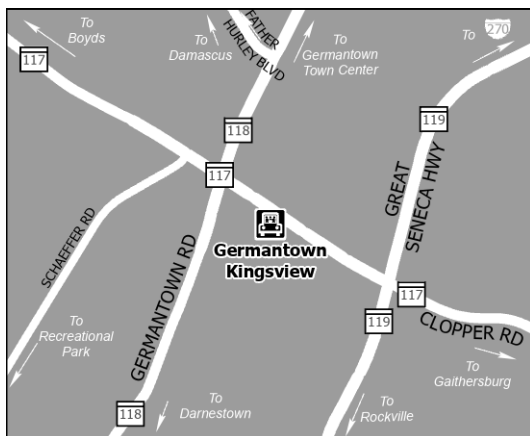 To
Boyds
117
To
Damascus
FATHER
HURLEY BLVD
To
Germantown
Town Center
To
270
118
119
117
GREAT
SENECA HWY
SCHAEFFER RD
GERMANTOWN RD
Germantown
Kingsview
117
119
CLOPPER RD
To
Recreational
Park
To
Gaithersburg
118
To
Darnestown
To
Rockville